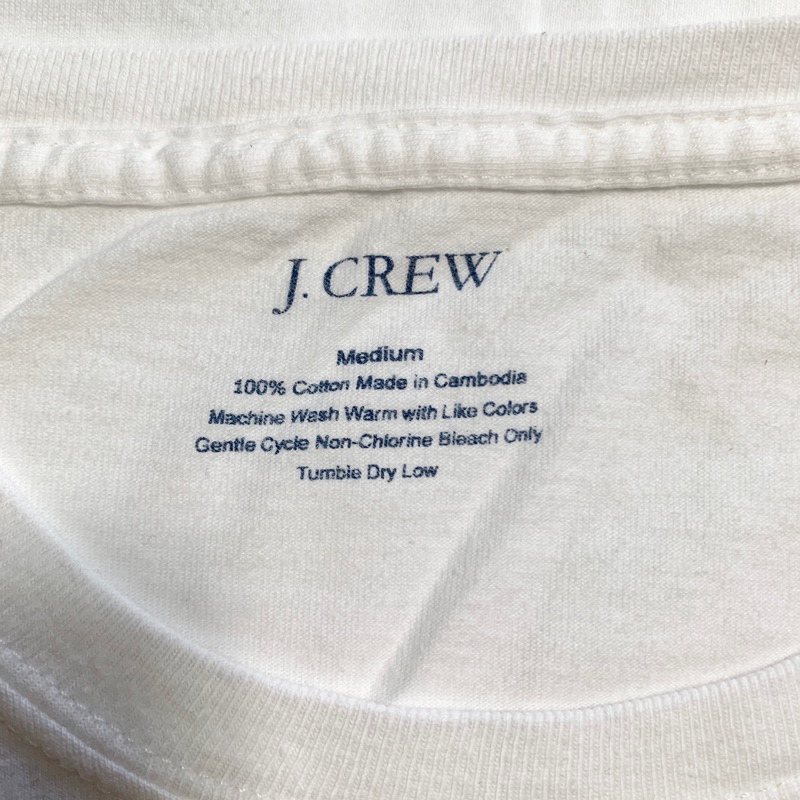 J. CREW
Medium
100% Cotton Made in Cambodia
Machine Wash Warm with Like Colors
Gentle Cycle Non-Chlorine Bleach Only
Tumble Dry Low